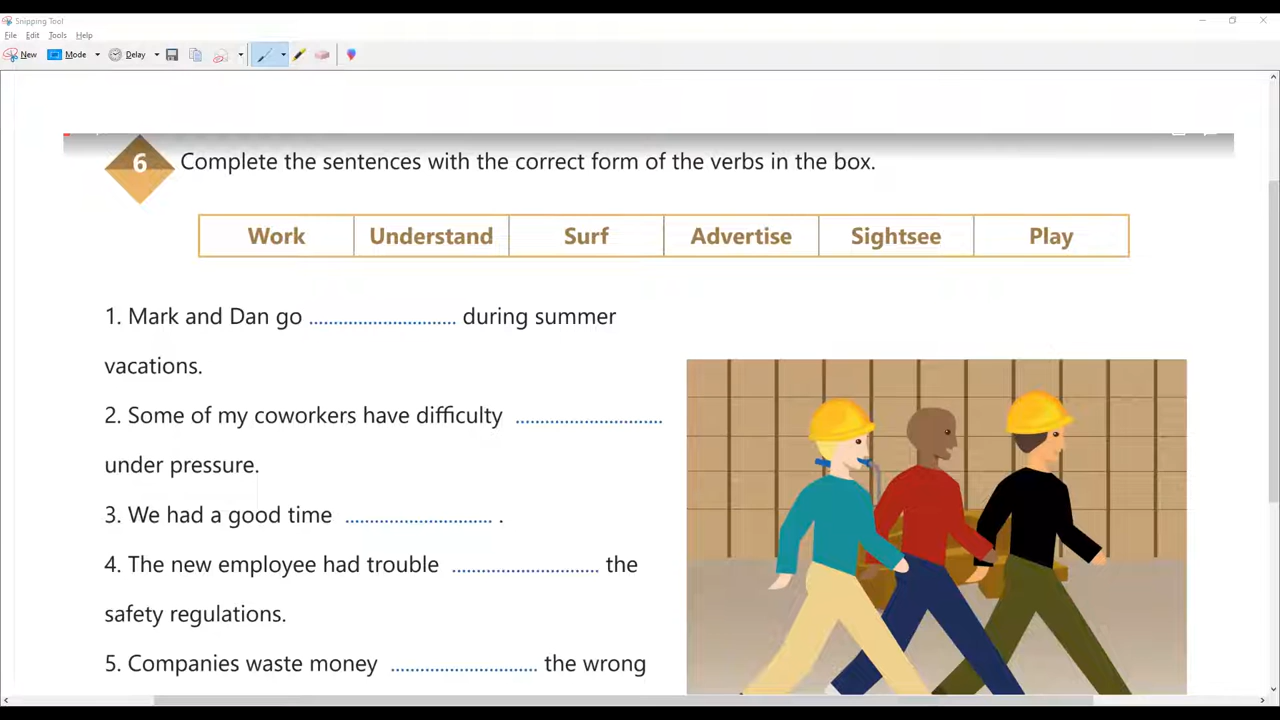 Snipping Tool
File Edit Tools Help
New Mode Delay
6 Complete the sentences with the correct form of the verbs in the box.
Work Understand Surf Advertise Sightsee Play
1. Mark and Dan go .............................. during summer
vacations.
2. Some of my coworkers have difficulty ..............................
under pressure.
3. We had a good time .............................. .
4. The new employee had trouble .............................. the
safety regulations.
5. Companies waste money .............................. the wrong